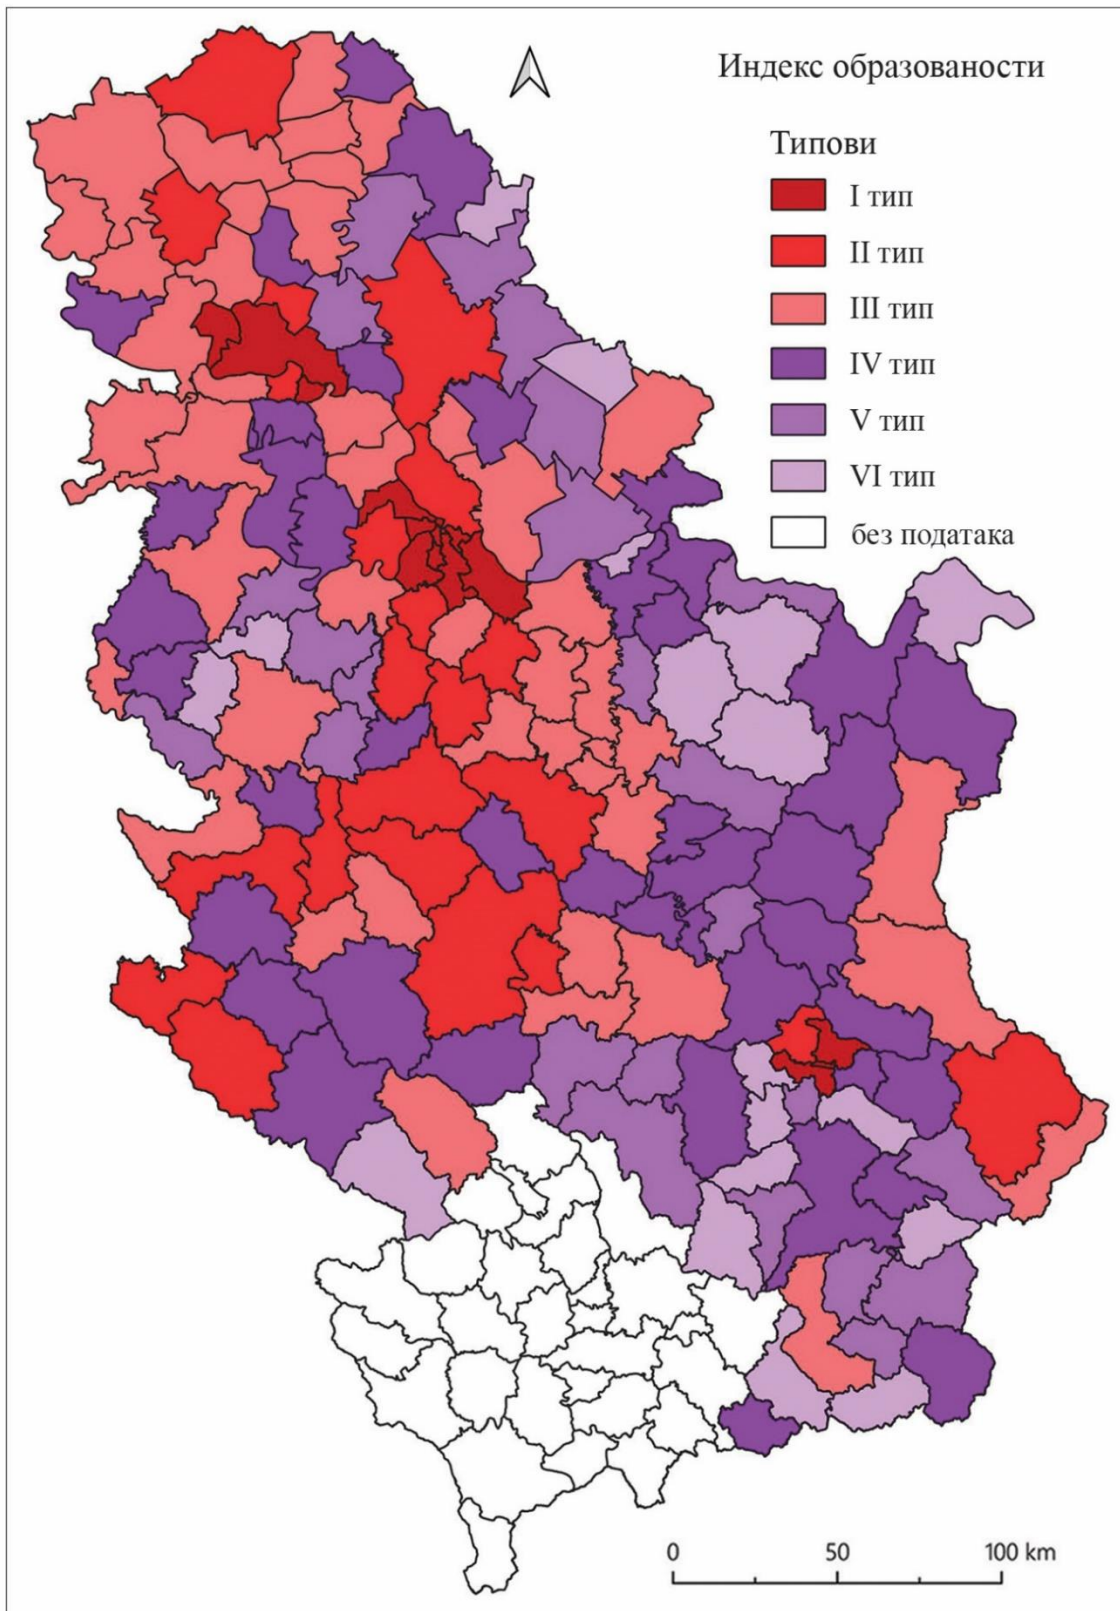 Индекс образованости
Типови
I тип
II тип
III тип
IV тип
V тип
VI тип
без података
0 50 100 km